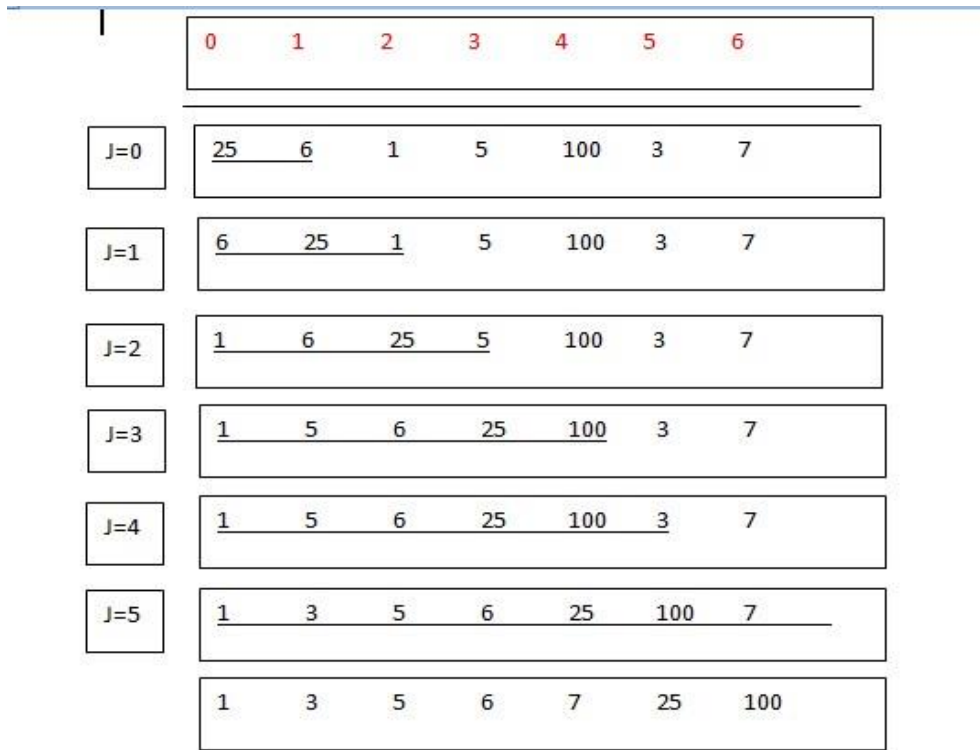 0 1 2 3 4 5 6
J=0 25 6 1 5 100 3 7
J=1 6 25 1 5 100 3 7
J=2 1 6 25 5 100 3 7
J=3 1 5 6 25 100 3 7
J=4 1 5 6 25 100 3 7
J=5 1 3 5 6 25 100 7
1 3 5 6 7 25 100